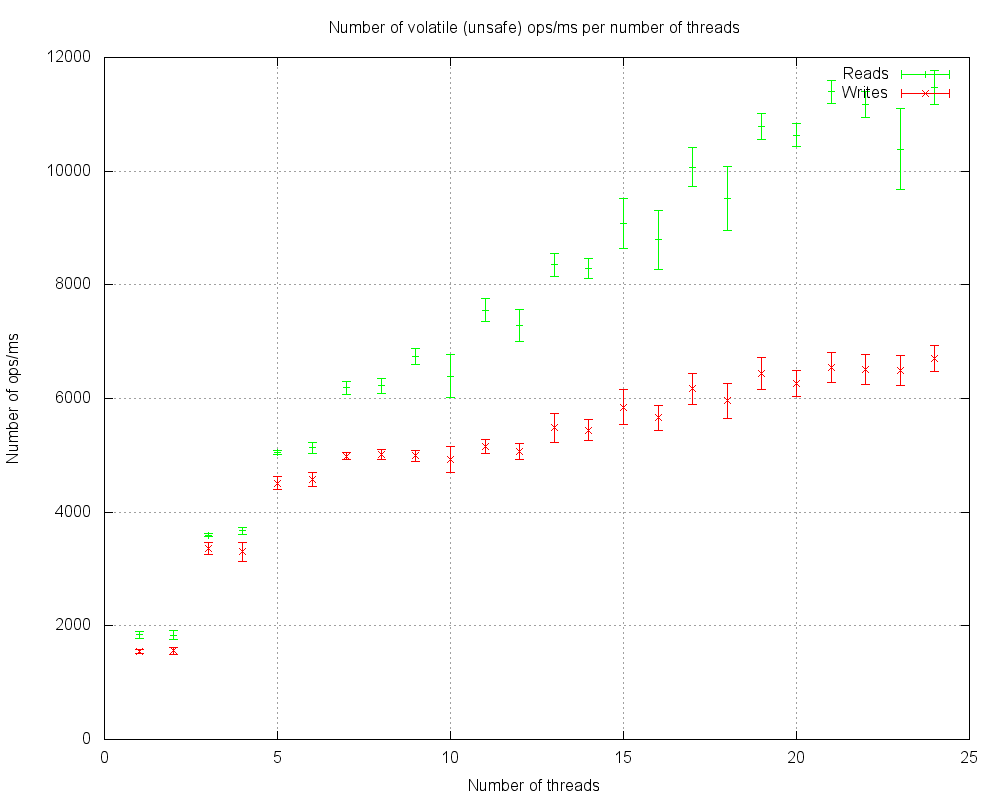 Number of volatile (unsafe) ops/ms per number of threads
12000
10000
8000
6000
4000
2000
0
Number of ops/ms
Reads
Writes
0 5 10 15 20 25
Number of threads